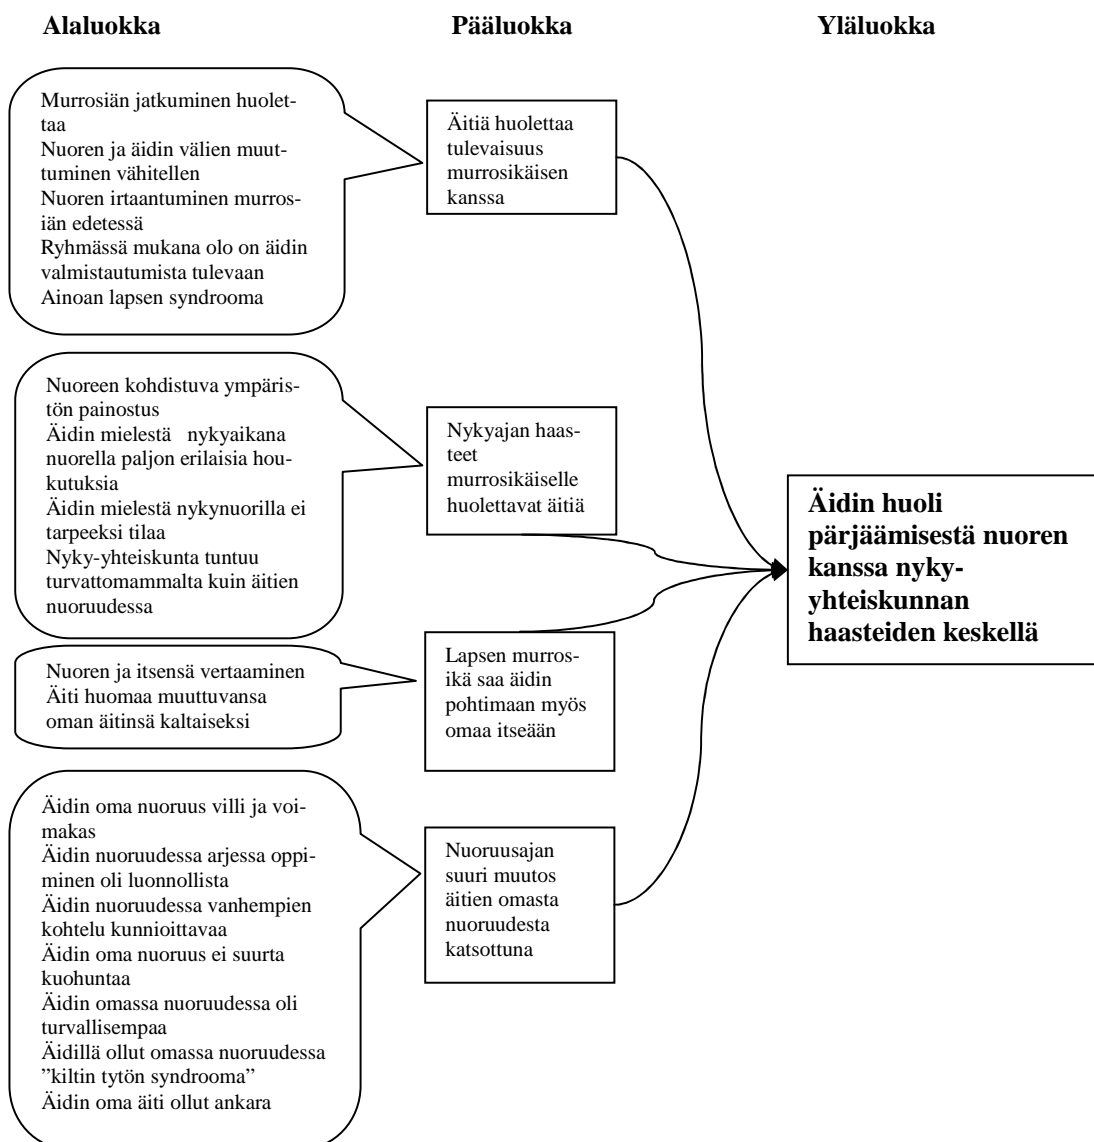 Alaluokka
Pääluokka
Yläluokka
Murrosiän jatkuminen huolet-
taa
Nuoren ja äidin välien muut-
tuminen vähitellen
Nuoren irtaantuminen murros-
iän edetessä
Ryhmässä mukana olo on äidin
valmistautumista tulevaan
Ainoan lapsen syndrooma
Äitiä huolettaa
tulevaisuus
murrosikäisen
kanssa
Nuoreen kohdistuva ympäris-
tön painostus
Äidin mielestä nykyaikana
nuorella paljon erilaisia hou-
kutuksia
Äidin mielestä nykynuorilla ei
tarpeeksi tilaa
Nyky-yhteiskunta tuntuu
turvattomammalta kuin äitien
nuoruudessa
Nykyajan haas-
teet
murrosikäiselle
huolettavat äitiä
Nuoren ja itsensä vertaaminen
Äiti huomaa muuttuvansa
oman äitinsä kaltaiseksi
Lapsen murros-
ikä saa äidin
pohtimaan myös
omaa itseään
Äidin oma nuoruus villi ja voi-
makas
Äidin nuoruudessa arjessa oppi-
minen oli luonnollista
Äidin nuoruudessa vanhempien
kohtelu kunnioittavaa
Äidin oma nuoruus ei suurta
kuohuntaa
Äidin omassa nuoruudessa oli
turvallisempaa
Äidillä ollut omassa nuoruudessa
”kiltin tytön syndrooma”
Äidin oma äiti ollut ankara
Nuoruusajan
suuri muutos
äitien omasta
nuoruudesta
katsottuna
Äidin huoli
pärjäämisestä nuoren
kanssa nyky-
yhteiskunnan
haasteiden keskellä